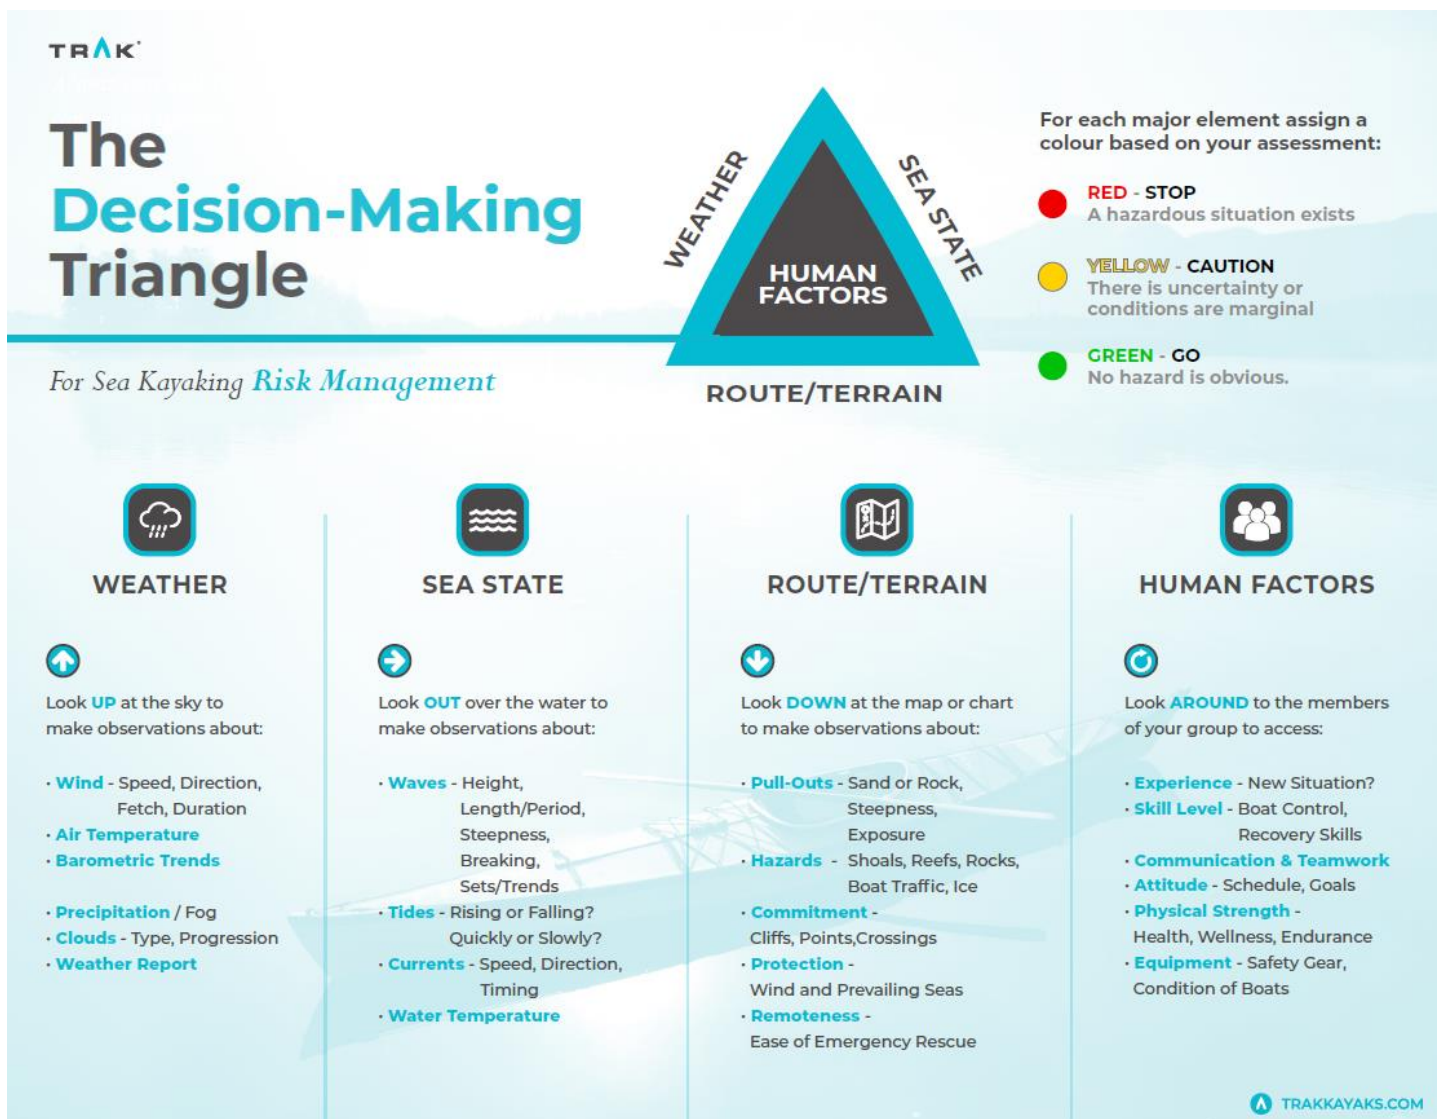 TRAK
The
Decision-Making
Triangle
For Sea Kayaking Risk Management
WEATHER
SEA STATE
HUMAN
FACTORS
ROUTE/TERRAIN
For each major element assign a
colour based on your assessment:
RED - STOP
A hazardous situation exists
YELLOW - CAUTION
There is uncertainty or
conditions are marginal
GREEN - GO
No hazard is obvious.
WEATHER
Look UP at the sky to
make observations about:
· Wind - Speed, Direction,
Fetch, Duration
· Air Temperature
· Barometric Trends
· Precipitation / Fog
· Clouds - Type, Progression
· Weather Report
SEA STATE
Look OUT over the water to
make observations about:
· Waves - Height,
Length/Period,
Steepness,
Breaking,
Sets/Trends
· Tides - Rising or Falling?
Quickly or Slowly?
· Currents - Speed, Direction,
Timing
· Water Temperature
ROUTE/TERRAIN
Look DOWN at the map or chart
to make observations about:
· Pull-Outs - Sand or Rock,
Steepness,
Exposure
· Hazards - Shoals, Reefs, Rocks,
Boat Traffic, Ice
· Commitment -
Cliffs, Points,Crossings
· Protection -
Wind and Prevailing Seas
· Remoteness -
Ease of Emergency Rescue
HUMAN FACTORS
Look AROUND to the members
of your group to access:
· Experience - New Situation?
· Skill Level - Boat Control,
Recovery Skills
· Communication & Teamwork
· Attitude - Schedule, Goals
· Physical Strength -
Health, Wellness, Endurance
· Equipment - Safety Gear,
Condition of Boats
TRAKKAYAKS.COM